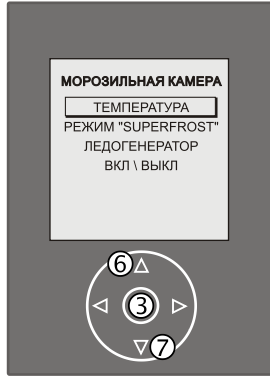 МОРОЗИЛЬНАЯ КАМЕРА
ТЕМПЕРАТУРА
РЕЖИМ "SUPERFROST"
ЛЕДОГЕНЕРАТОР
ВКЛ \ ВЫКЛ
6
3
7